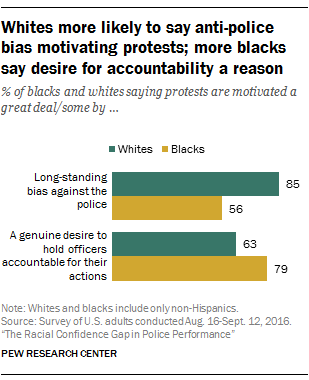 Whites more likely to say anti-police
bias motivating protests; more blacks
say desire for accountability a reason
% of blacks and whites saying protests are motivated a
great deal/some by ...
Whites Blacks
Long-standing
bias against the
police
85
56
A genuine desire to
hold officers
accountable for their
actions
63
79
Note: Whites and blacks include only non-Hispanics.
Source: Survey of U.S. adults conducted Aug. 16-Sept. 12, 2016.
“The Racial Confidence Gap in Police Performance”
PEW RESEARCH CENTER